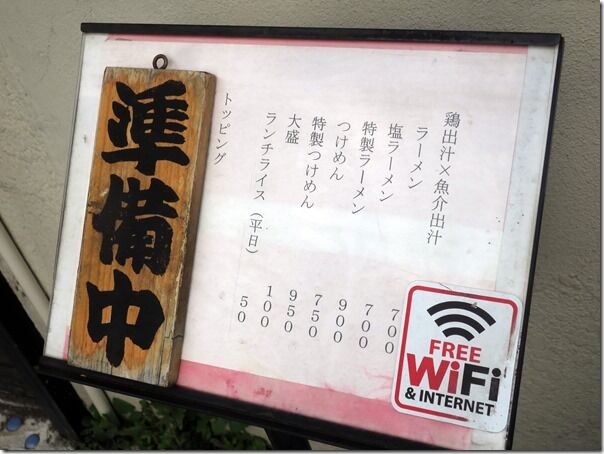 鶏出汁×魚介出汁
ラーメン 700
塩ラーメン 700
特製ラーメン 900
つけめん 750
特製つけめん 950
大盛 100
ランチライス（平日） 50
トッピング
準備中
FREE
WiFi
& INTERNET